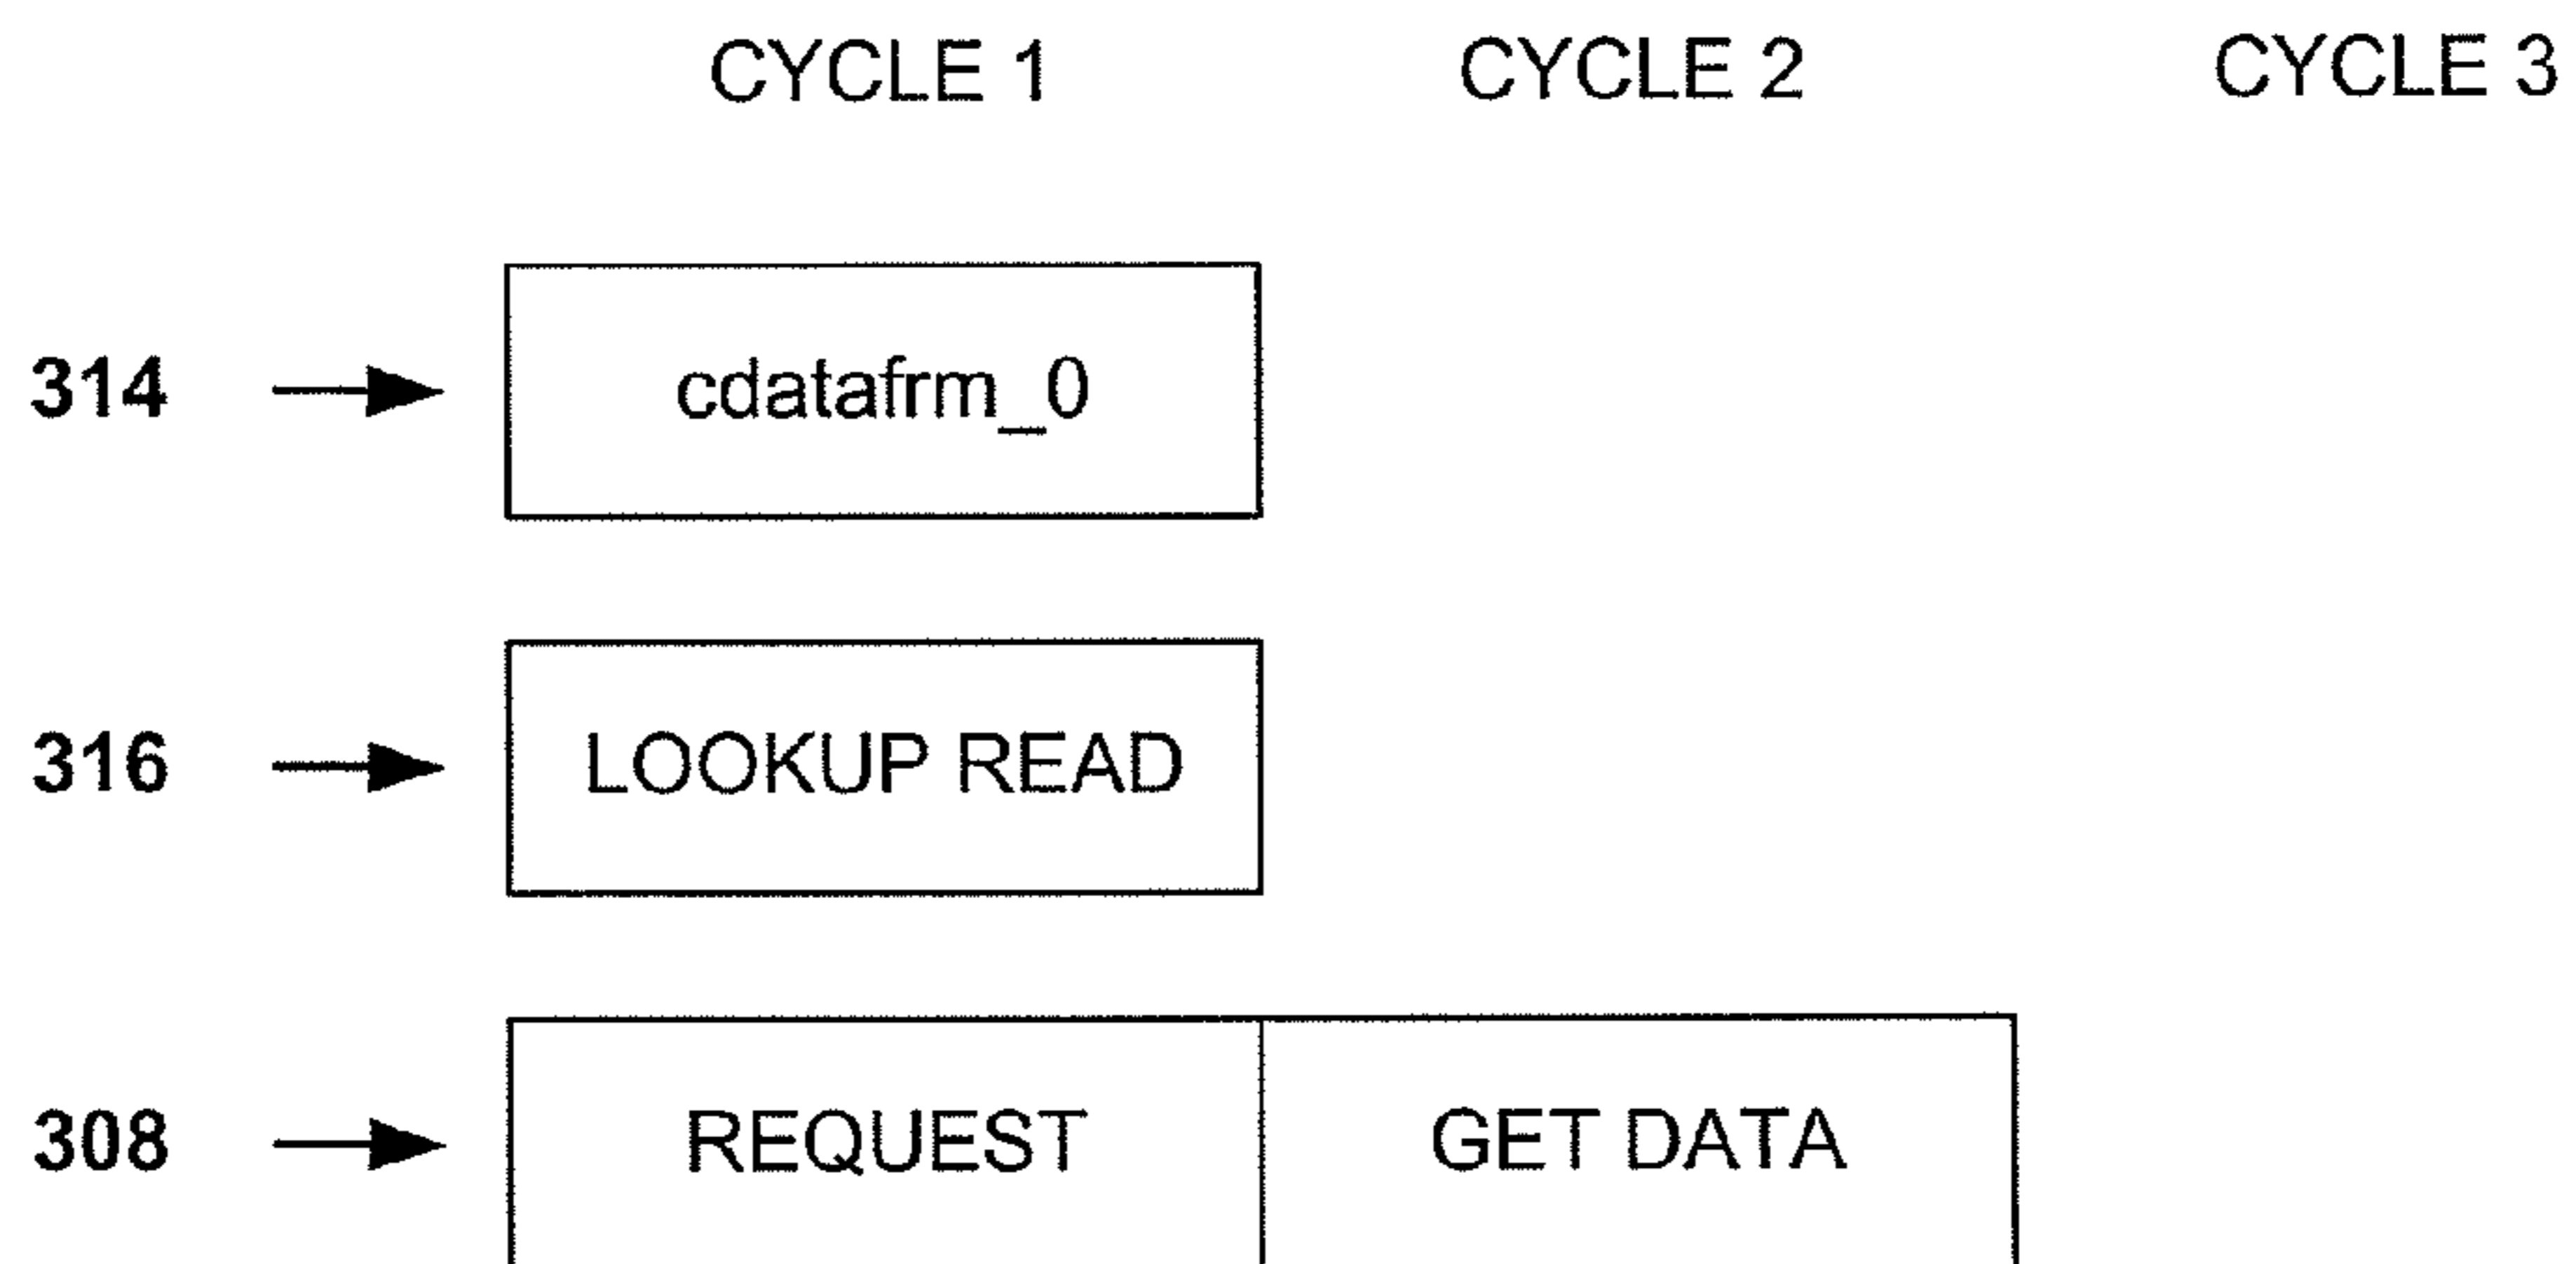 CYCLE 1 CYCLE 2 CYCLE 3
314 cdatafrm_0
316 LOOKUP READ
308 REQUEST GET DATA